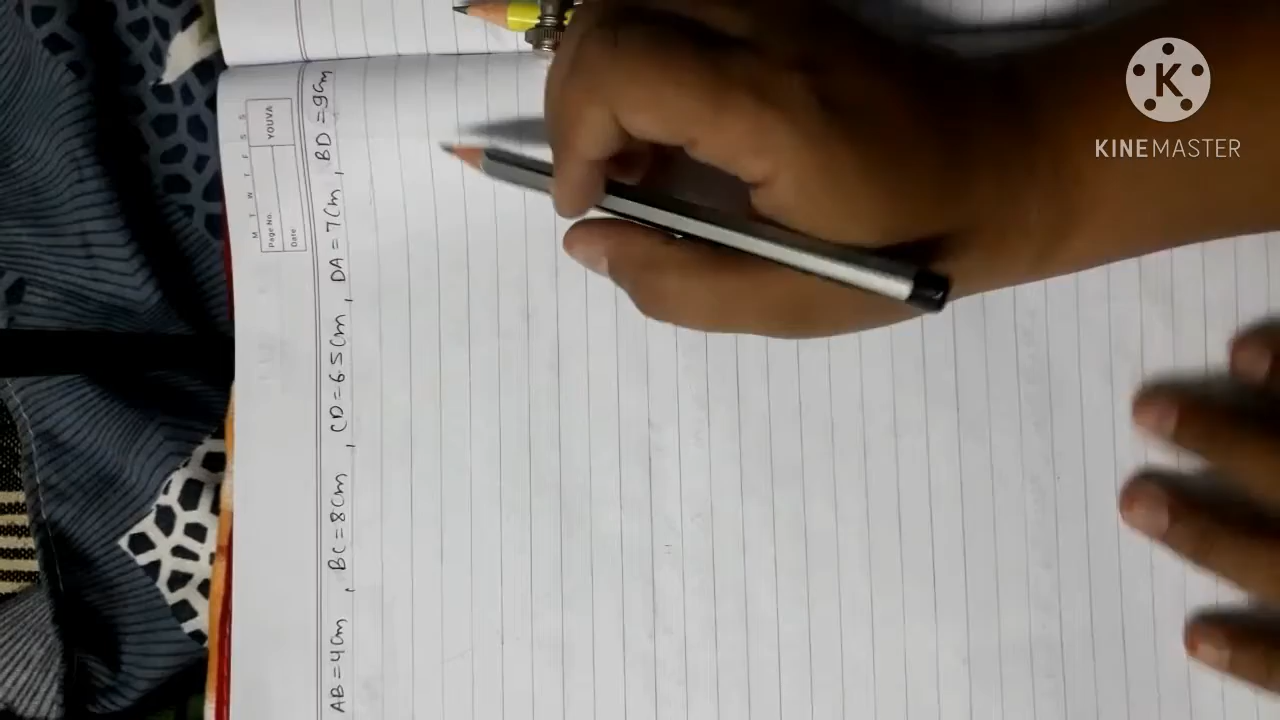 M T W T F S S
Page No.
YOUVA
Date:
AB = 4cm , BC = 8cm , CD = 6.5cm , DA = 7cm , BD = 9cm
K
KINEMASTER